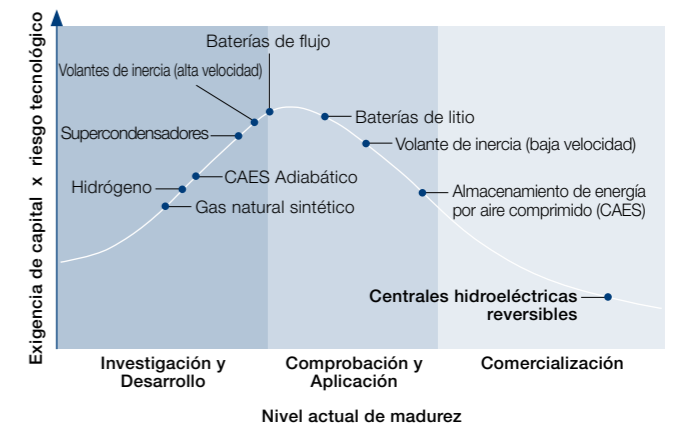 Exigencia de capital x riesgo tecnológico
Baterías de flujo
Volantes de inercia (alta velocidad)
Supercondensadores
Hidrógeno
CAES Adiabático
Gas natural sintético
Baterías de litio
Volante de inercia (baja velocidad)
Almacenamiento de energía
por aire comprimido (CAES)
Centrales hidroeléctricas
reversibles
Investigación y
Desarrollo
Comprobación y
Aplicación
Comercialización
Nivel actual de madurez